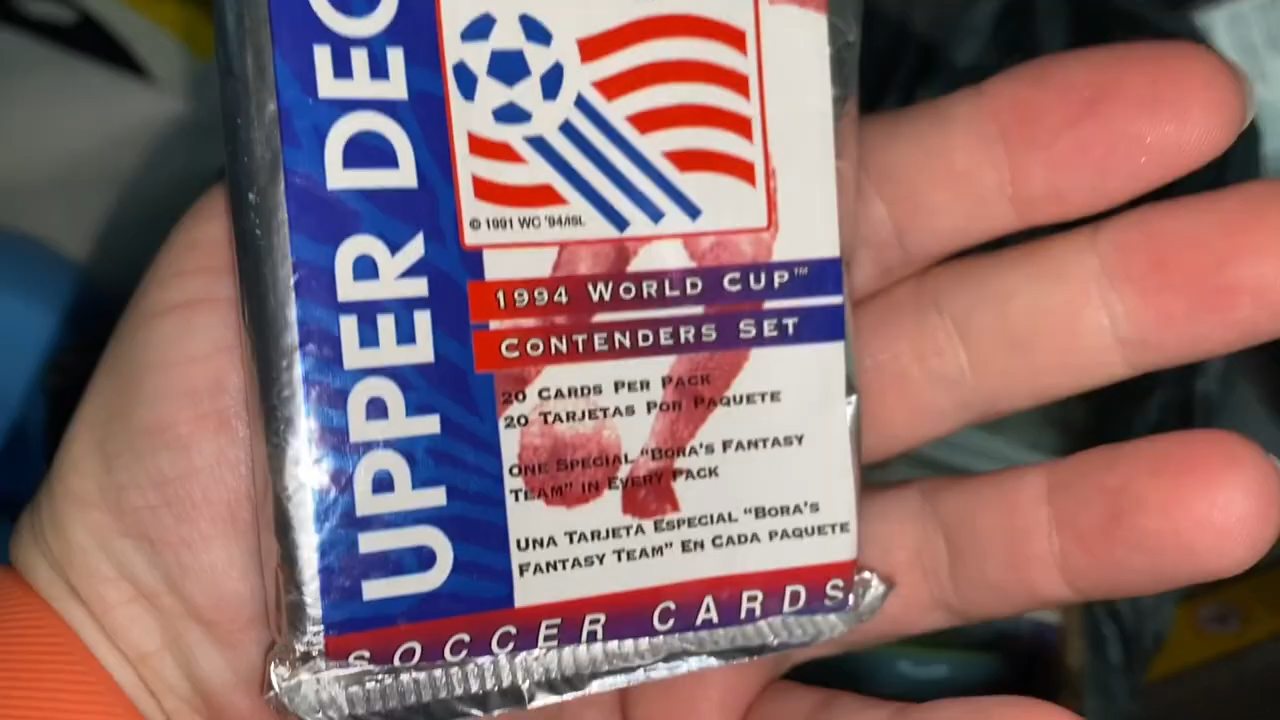 UPPER DEC
© 1991 WC '94/ISL
1994 WORLD CUP™
CONTENDERS SET
20 CARDS PER PACK
20 TARJETAS POR PAQUETE
ONE SPECIAL "BORA'S FANTASY
TEAM" IN EVERY PACK
UNA TARJETA ESPECIAL "BORA'S
FANTASY TEAM" EN CADA PAQUETE
SOCCER CARDS